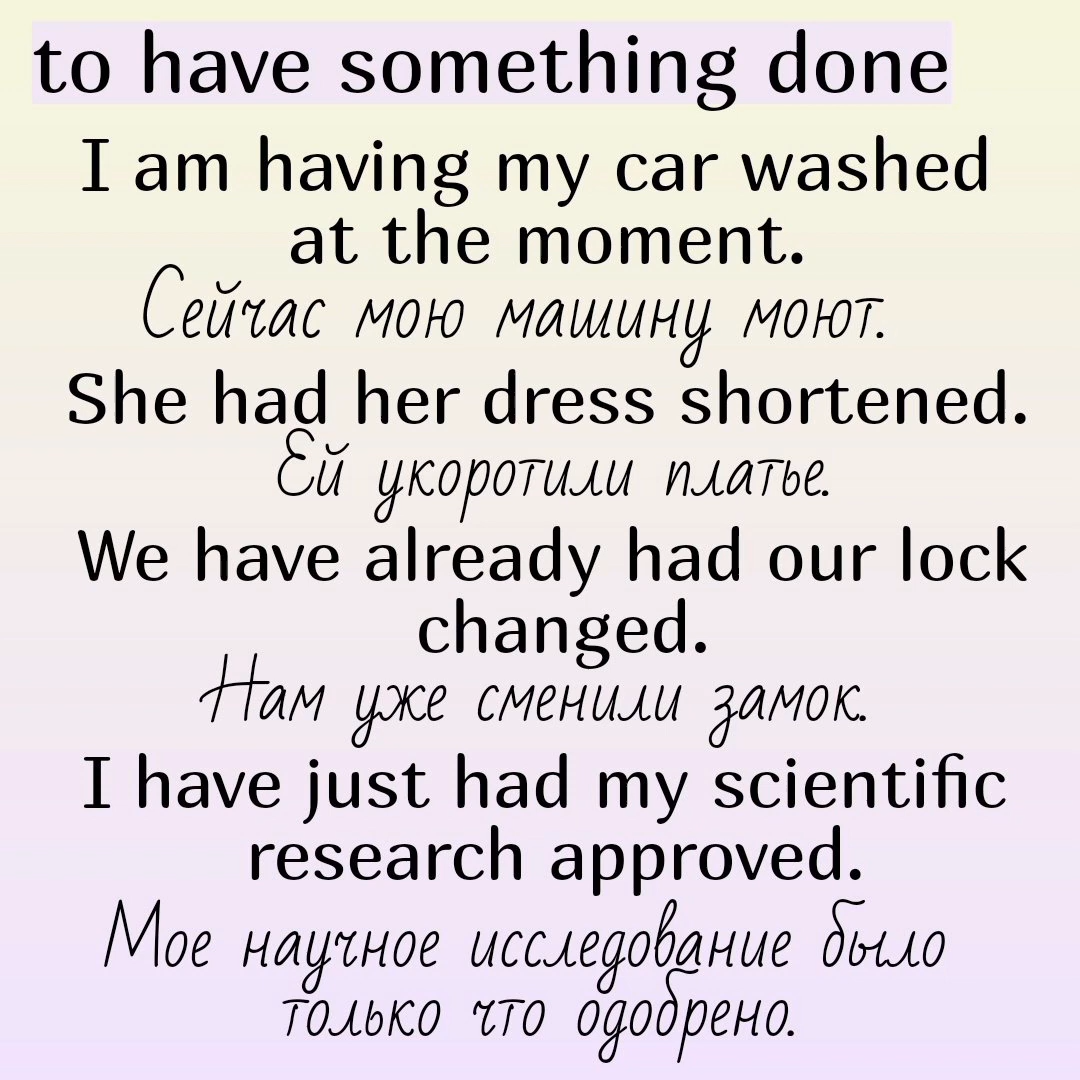 to have something done
I am having my car washed
at the moment.
Сейчас мою машину моют.
She had her dress shortened.
Ей укоротили платье.
We have already had our lock
changed.
Нам уже сменили замок.
I have just had my scientific
research approved.
Мое научное исследование было
только что одобрено.